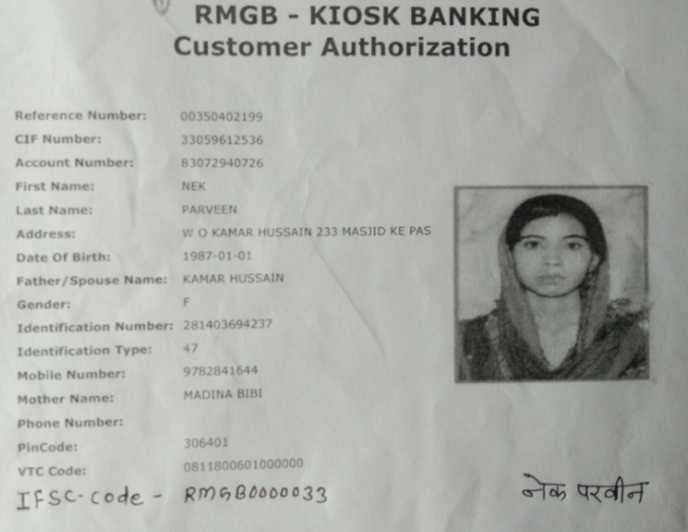 RMGB - KIOSK BANKING
Customer Authorization
Reference Number: 00350402199
CIF Number: 33059612536
Account Number: 83072940726
First Name: NEK
Last Name: PARVEEN
Address: W O KAMAR HUSSAIN 233 MASJID KE PAS
Date Of Birth: 1987-01-01
Father/Spouse Name: KAMAR HUSSAIN
Gender: F
Identification Number: 281403694237
Identification Type: 47
Mobile Number: 9782841644
Mother Name: MADINA BIBI
Phone Number:
PinCode: 306401
VTC Code: 0811800601000000
IFSC-code - RMGB0000033
नेक परवीन